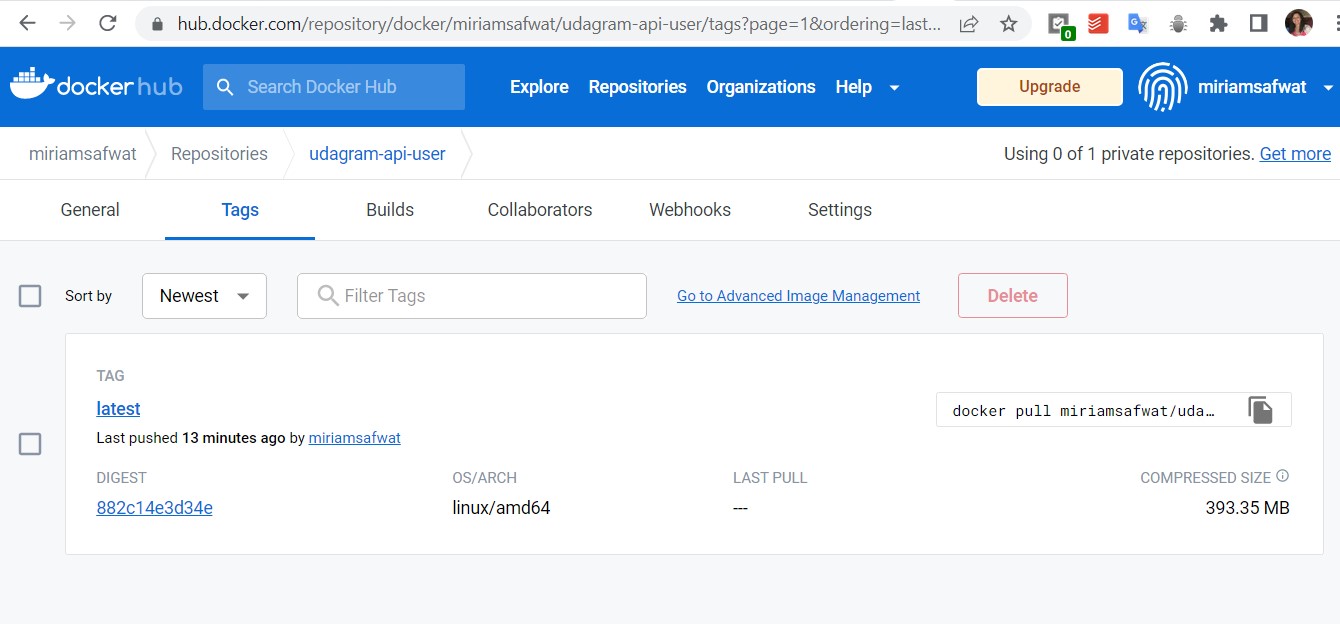 hub.docker.com/repository/docker/miriamsafwat/udagram-api-user/tags?page=1&ordering=last...
0
dockerhub Search Docker Hub Explore Repositories Organizations Help Upgrade miriamsafwat
miriamsafwat Repositories udagram-api-user Using 0 of 1 private repositories. Get more
General Tags Builds Collaborators Webhooks Settings
Sort by Newest Filter Tags Go to Advanced Image Management Delete
TAG
latest docker pull miriamsafwat/uda…
Last pushed 13 minutes ago by miriamsafwat
DIGEST OS/ARCH LAST PULL COMPRESSED SIZE
882c14e3d34e linux/amd64 --- 393.35 MB